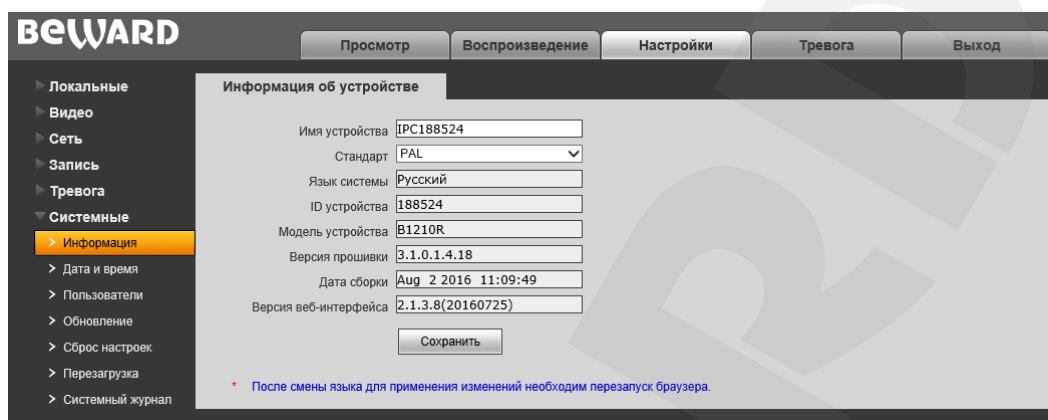 BEWARD
Просмотр Воспроизведение Настройки Тревога Выход
Локальные
Видео
Сеть
Запись
Тревога
Системные
Информация
Дата и время
Пользователи
Обновление
Сброс настроек
Перезагрузка
Системный журнал
Информация об устройстве
Имя устройства IPC188524
Стандарт PAL
Язык системы Русский
ID устройства 188524
Модель устройства B1210R
Версия прошивки 3.1.0.1.4.18
Дата сборки Aug 2 2016 11:09:49
Версия веб-интерфейса 2.1.3.8(20160725)
Сохранить
* После смены языка для применения изменений необходим перезапуск браузера.